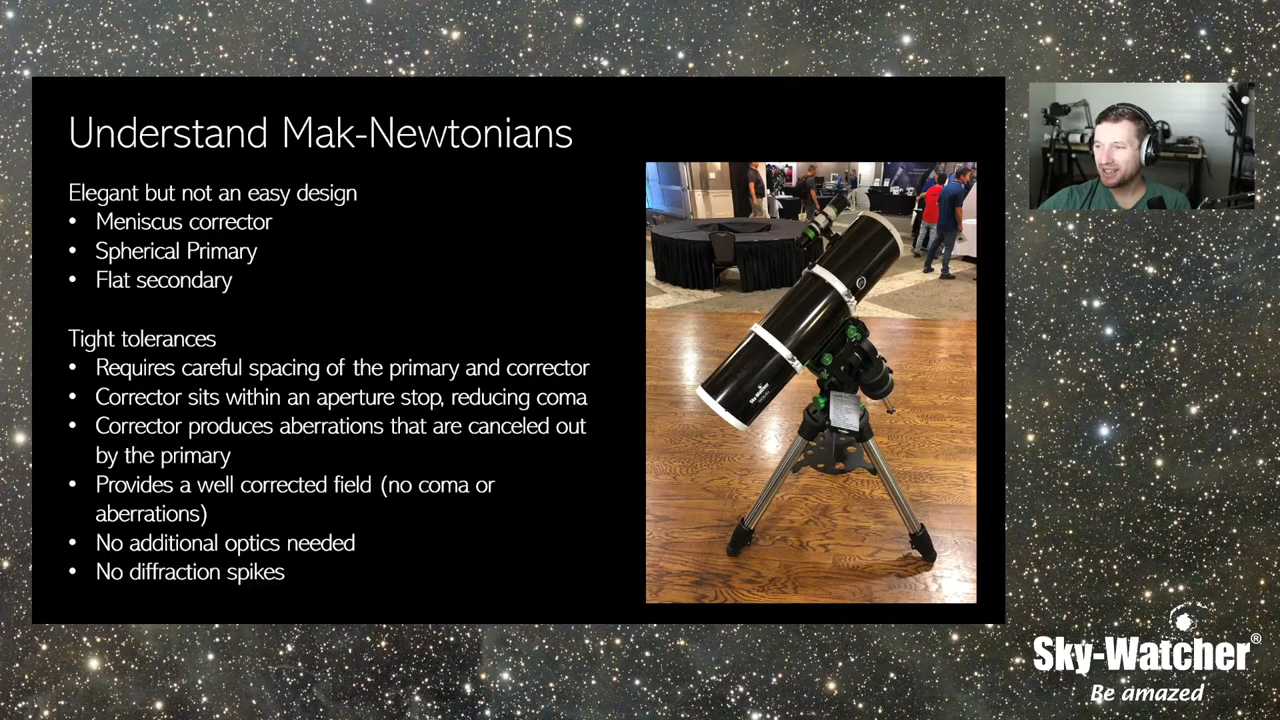 Understand Mak-Newtonians
Elegant but not an easy design
• Meniscus corrector
• Spherical Primary
• Flat secondary
Tight tolerances
• Requires careful spacing of the primary and corrector
• Corrector sits within an aperture stop, reducing coma
• Corrector produces aberrations that are canceled out
by the primary
• Provides a well corrected field (no coma or
aberrations)
• No additional optics needed
• No diffraction spikes
Sky-Watcher
Sky-Watcher®
Be amazed